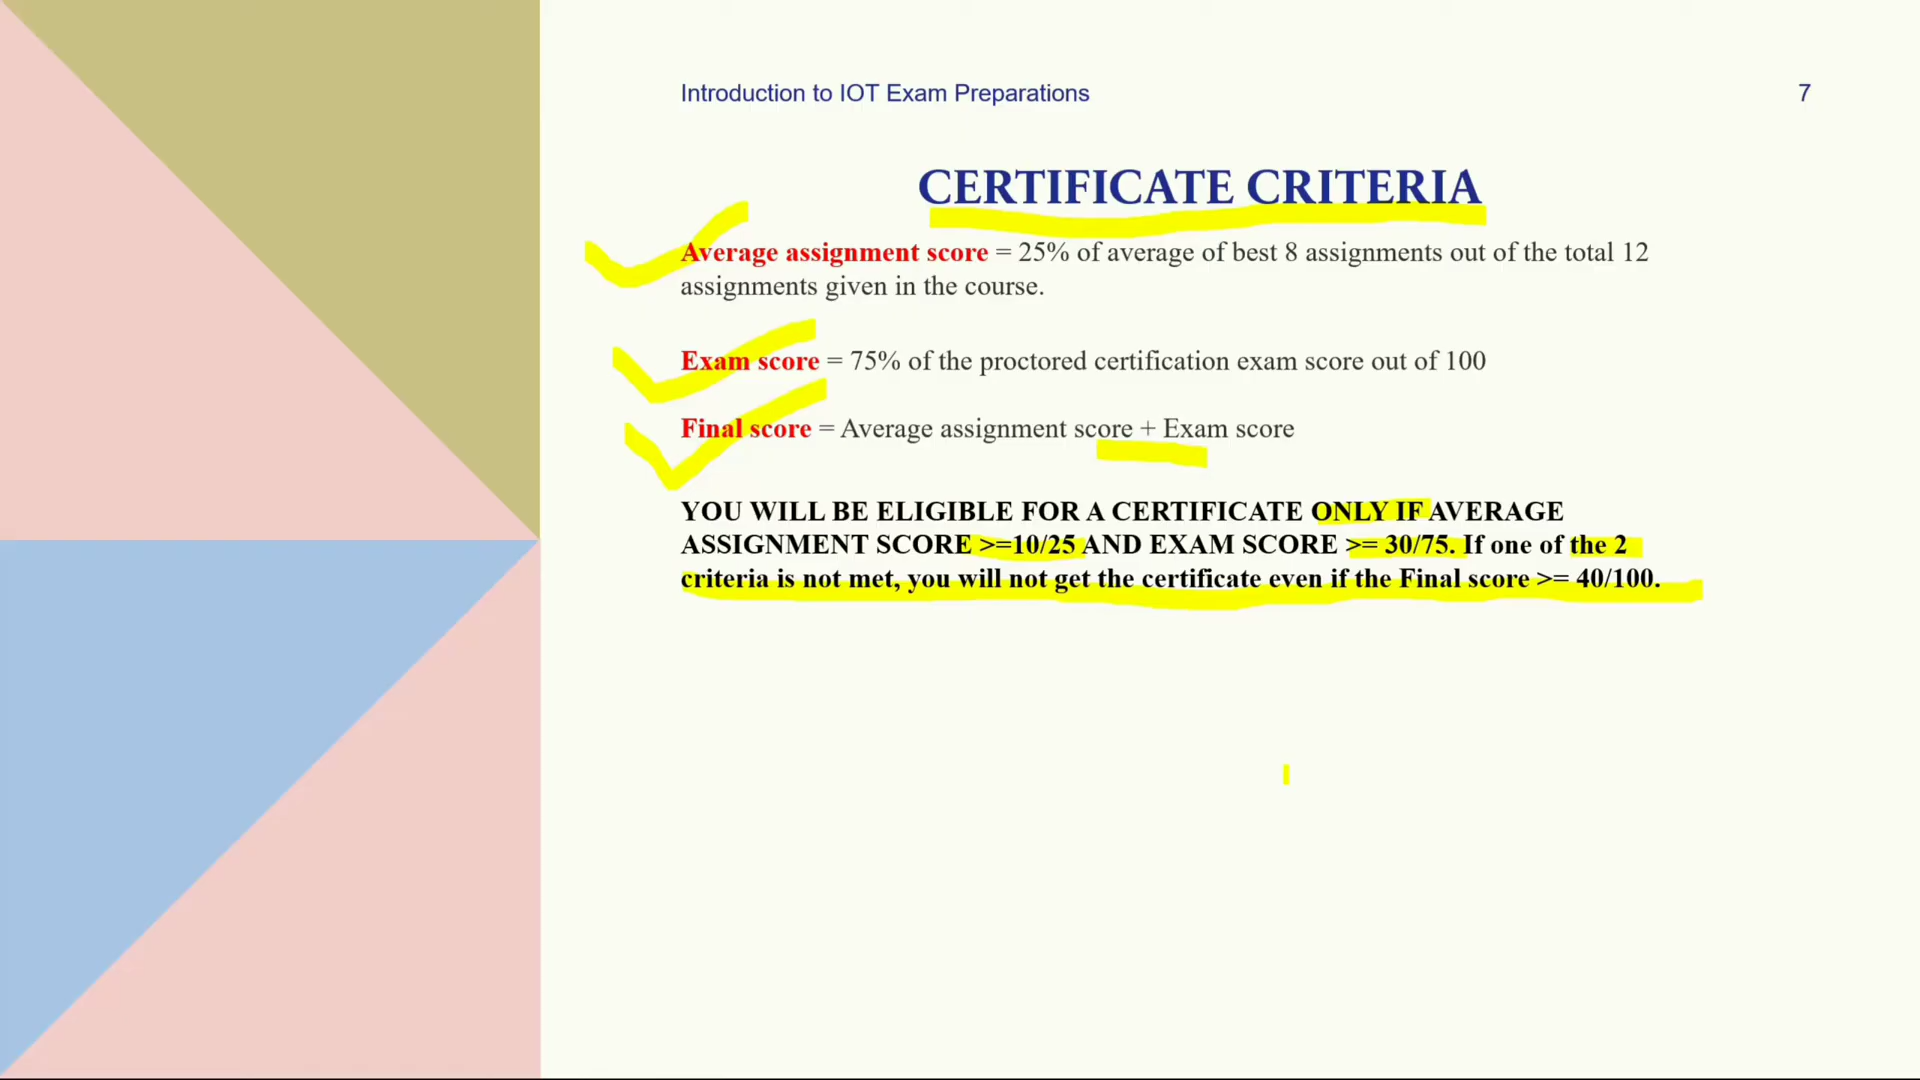 Introduction to IOT Exam Preparations
7
CERTIFICATE CRITERIA
Average assignment score = 25% of average of best 8 assignments out of the total 12
assignments given in the course.
Exam score = 75% of the proctored certification exam score out of 100
Final score = Average assignment score + Exam score
YOU WILL BE ELIGIBLE FOR A CERTIFICATE ONLY IF AVERAGE
ASSIGNMENT SCORE >=10/25 AND EXAM SCORE >= 30/75. If one of the 2
criteria is not met, you will not get the certificate even if the Final score >= 40/100.